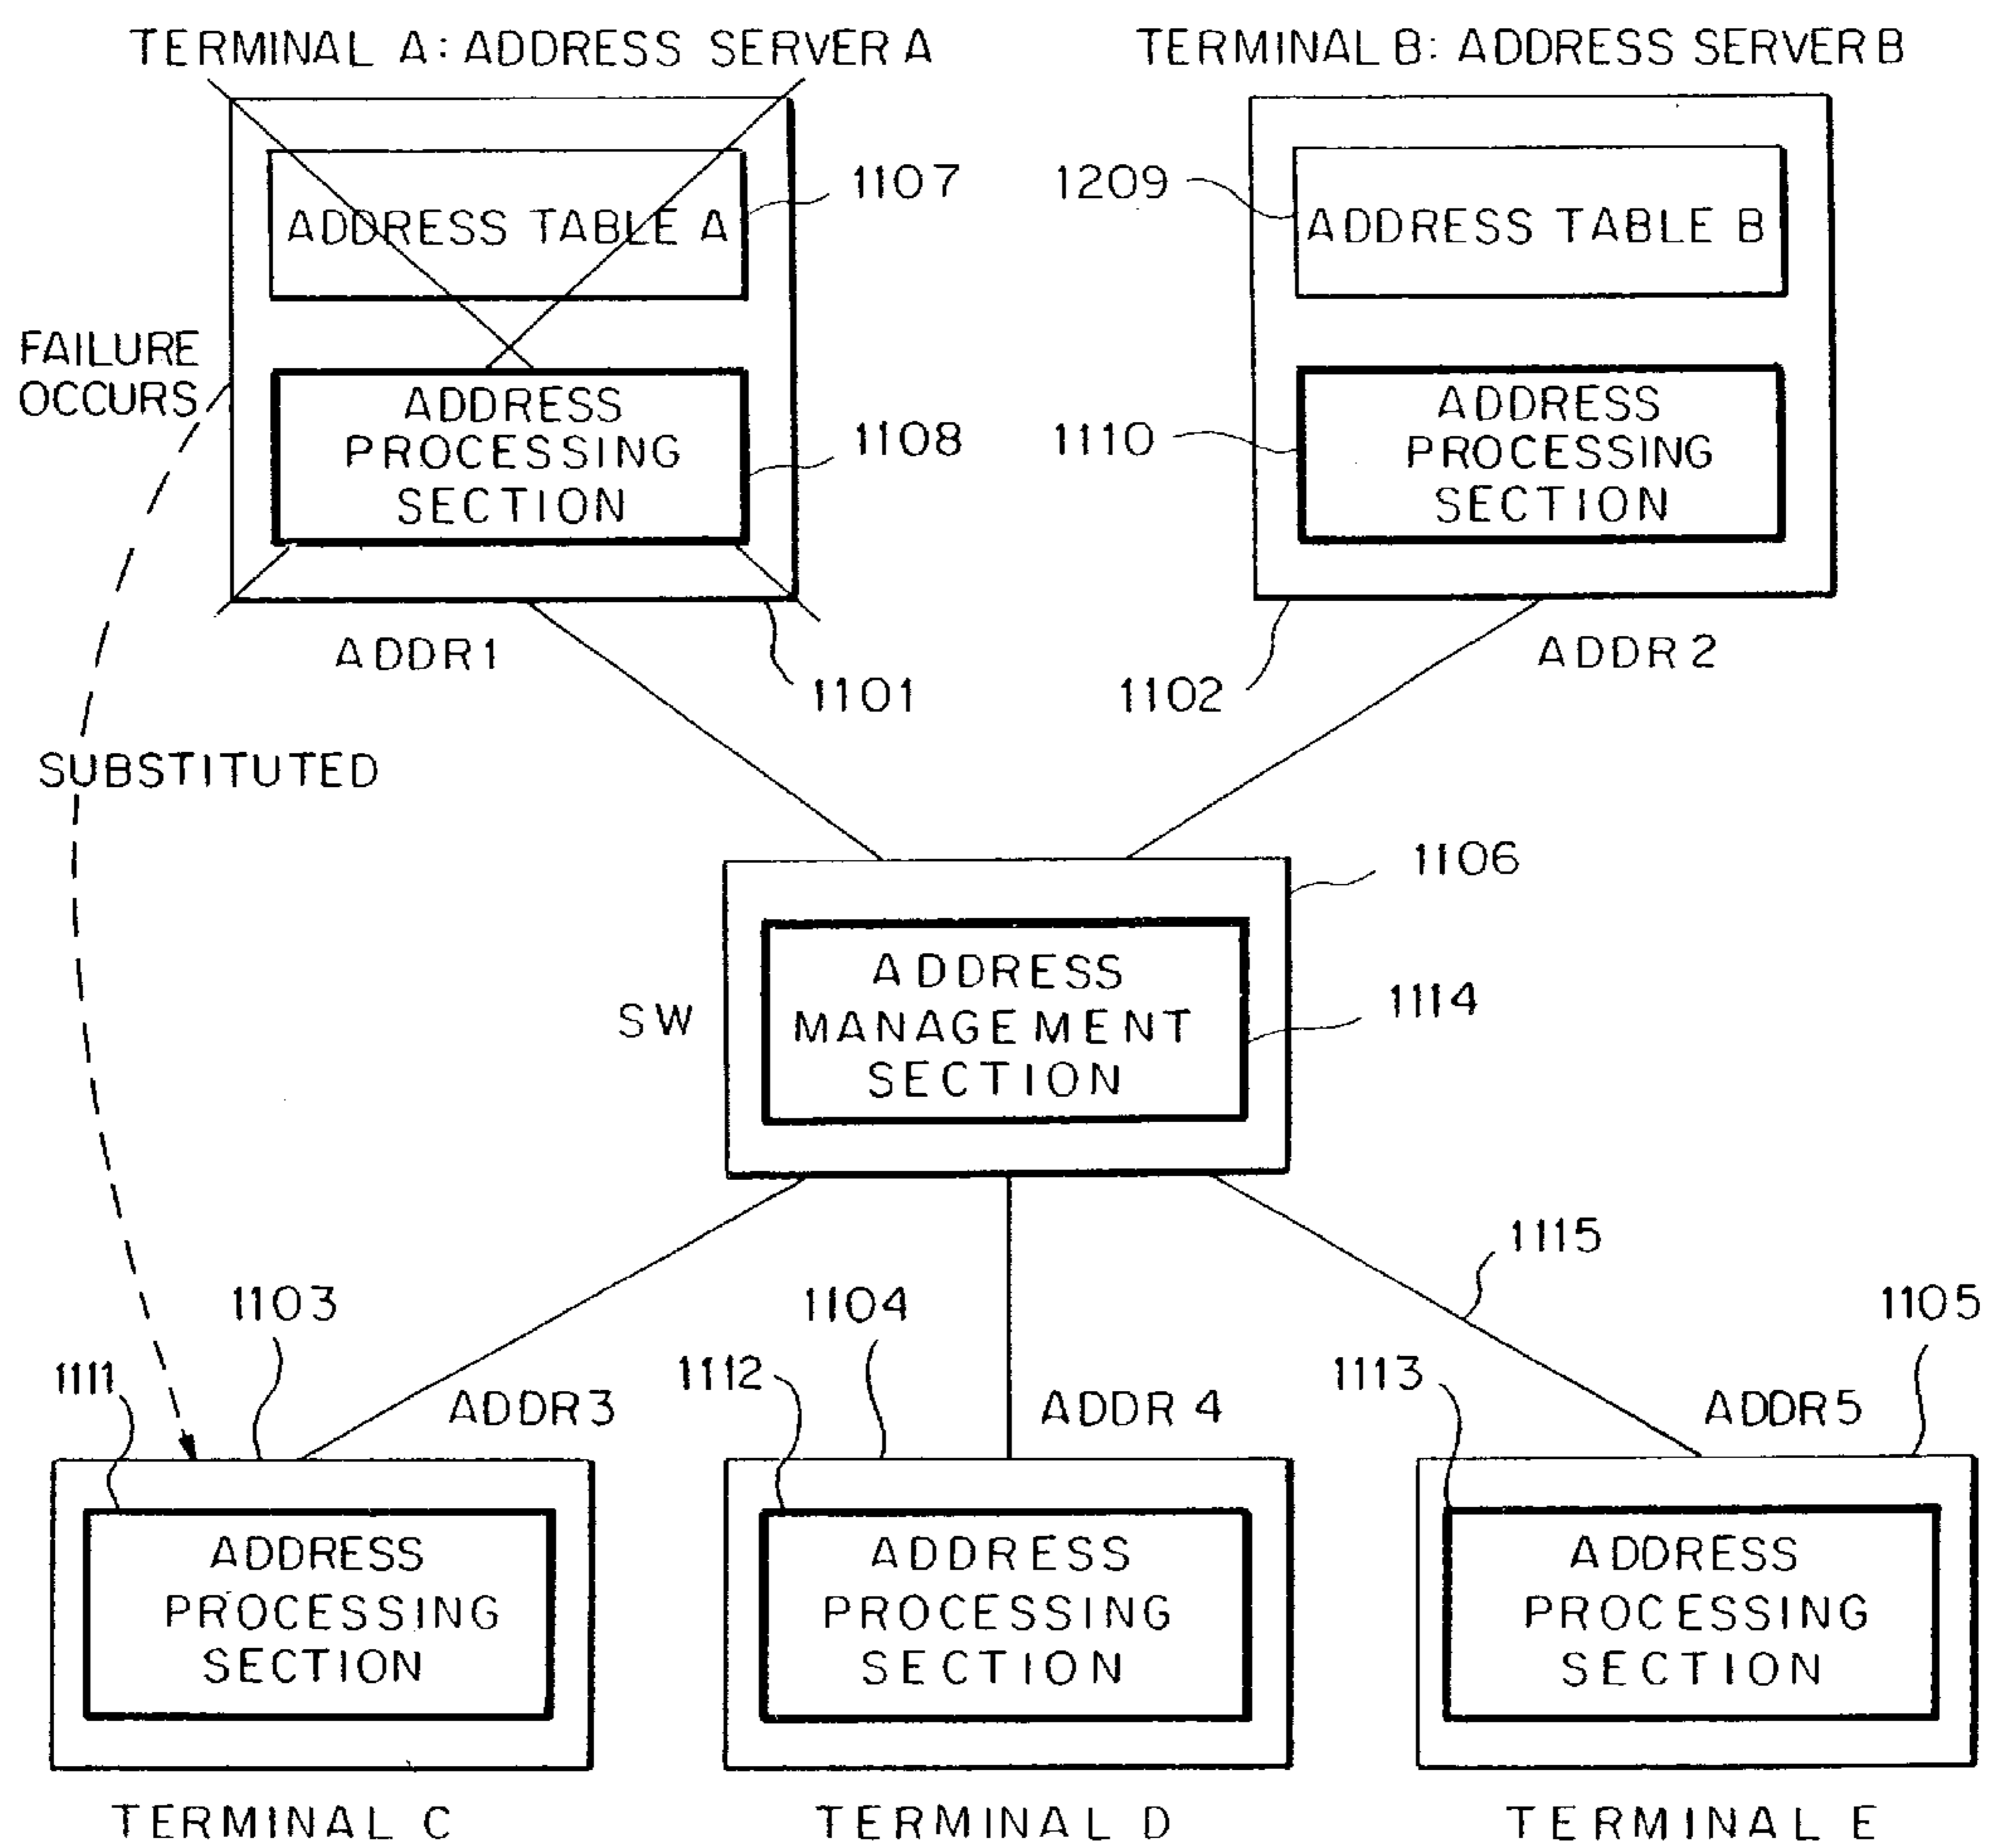 TERMINAL A: ADDRESS SERVER A
TERMINAL B: ADDRESS SERVER B
ADDRESS TABLE A
1107
1209
ADDRESS TABLE B
FAILURE
OCCURS
ADDRESS
PROCESSING
SECTION
1108
1110
ADDRESS
PROCESSING
SECTION
ADDR1
1101
1102
ADDR 2
SUBSTITUTED
1106
SW
ADDRESS
MANAGEMENT
SECTION
1114
1115
1103
1104
1105
1111
ADDR3
1112
ADDR 4
1113
ADDR5
ADDRESS
PROCESSING
SECTION
ADDRESS
PROCESSING
SECTION
ADDRESS
PROCESSING
SECTION
TERMINAL C
TERMINAL D
TERMINAL E